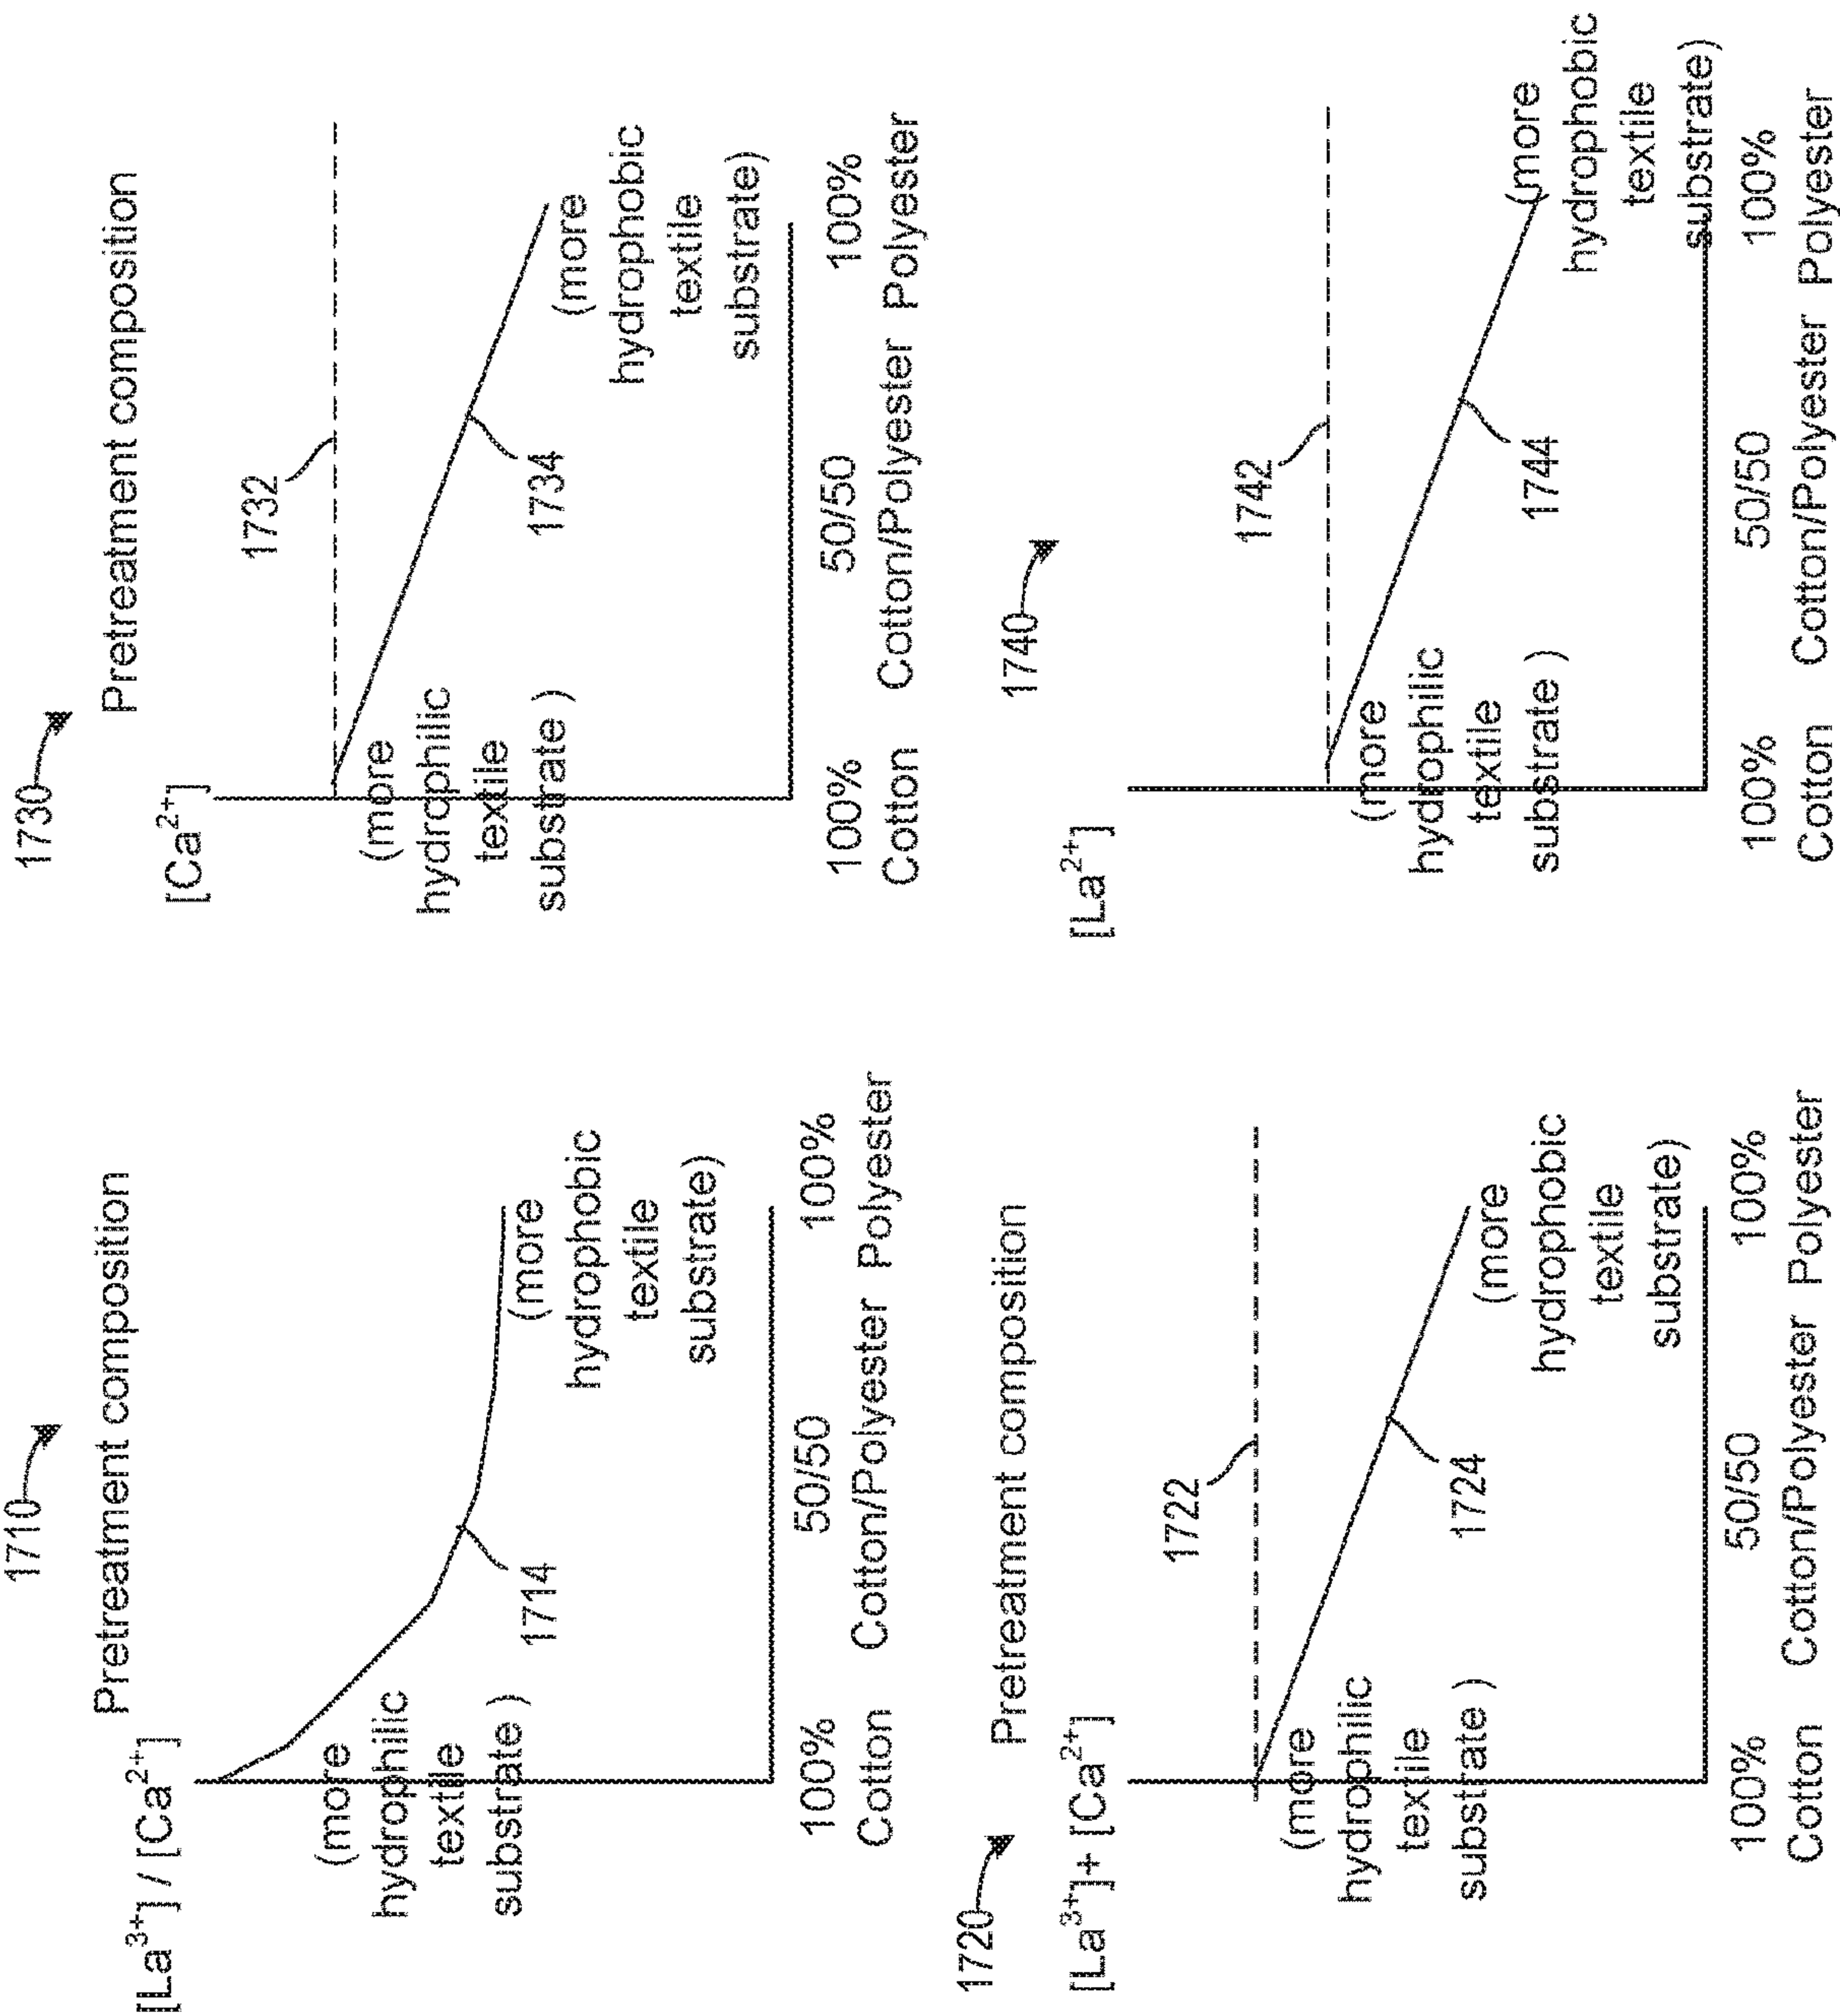 1710
Pretreatment composition
[La3+] / [Ca2+]
1714
(more
hydrophilic
textile
substrate )
(more
hydrophobic
textile
substrate)
100% 50/50 100%
Cotton Cotton/Polyester Polyester
1730
Pretreatment composition
[Ca2+]
1732
1734
(more
hydrophilic
textile
substrate )
(more
hydrophobic
textile
substrate)
100% 50/50 100%
Cotton Cotton/Polyester Polyester
1720
Pretreatment composition
[La3+]+ [Ca2+]
1722
1724
(more
hydrophilic
textile
substrate )
(more
hydrophobic
textile
substrate)
100% 50/50 100%
Cotton Cotton/Polyester Polyester
1740
[La2+]
1742
1744
(more
hydrophilic
textile
substrate )
(more
hydrophobic
textile
substrate)
100% 50/50 100%
Cotton Cotton/Polyester Polyester